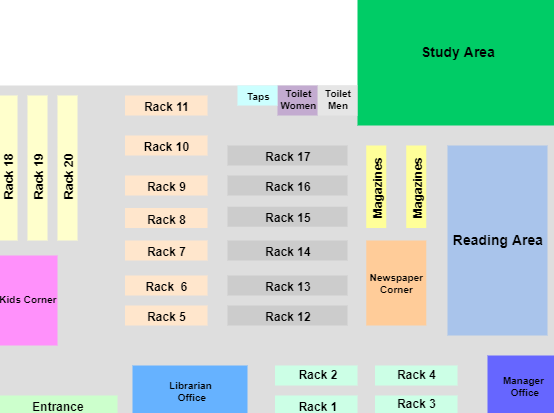 Study Area
Taps
Toilet
Women
Toilet
Men
Rack 11
Rack 10
Rack 9
Rack 8
Rack 7
Rack 6
Rack 5
Rack 17
Rack 16
Rack 15
Rack 14
Rack 13
Rack 12
Rack 18
Rack 19
Rack 20
Magazines
Magazines
Reading Area
Newspaper
Corner
Kids Corner
Librarian
Office
Rack 2
Rack 4
Rack 1
Rack 3
Manager
Office
Entrance